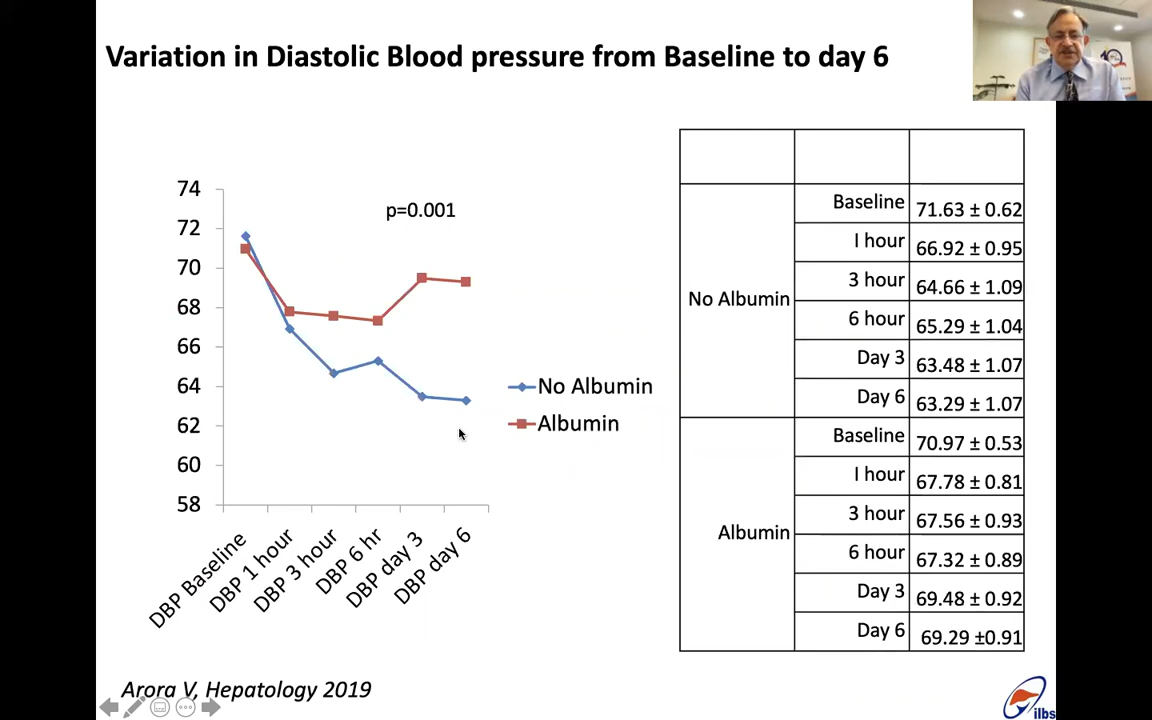 Variation in Diastolic Blood pressure from Baseline to day 6
74
72
70
68
66
64
62
60
58
p=0.001
No Albumin
Albumin
DBP Baseline
DBP 1 hour
DBP 3 hour
DBP 6 hr
DBP day 3
DBP day 6
No Albumin
Baseline 71.63 ± 0.62
I hour 66.92 ± 0.95
3 hour 64.66 ± 1.09
6 hour 65.29 ± 1.04
Day 3 63.48 ± 1.07
Day 6 63.29 ± 1.07
Albumin
Baseline 70.97 ± 0.53
I hour 67.78 ± 0.81
3 hour 67.56 ± 0.93
6 hour 67.32 ± 0.89
Day 3 69.48 ± 0.92
Day 6 69.29 ±0.91
Arora V, Hepatology 2019
ilbs